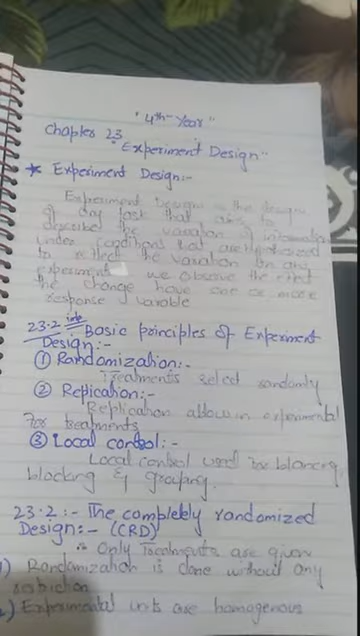 "4th-Year"
Chapter 23
"Experiment Design"
* Experiment Design:-
Experiment Design is the design
of any task that aims to
described the variation of information
under conditions that are hypothesized
to reflect the variation In any
experiment we observe the effect
the change have one or more
response variable
23.2 imp Basic principles of Experiment
Design:-
① Randomization:-
Treatments select randomly
② Replication:-
Replication allow in experimental
for treatments
③ Local control:-
Local control used for
blocking & grouping.
23.2:- The completely randomized
Design:- (CRD)
Only Treatments are given
1) Randomization is done without any
2) Experimental units are homogenous